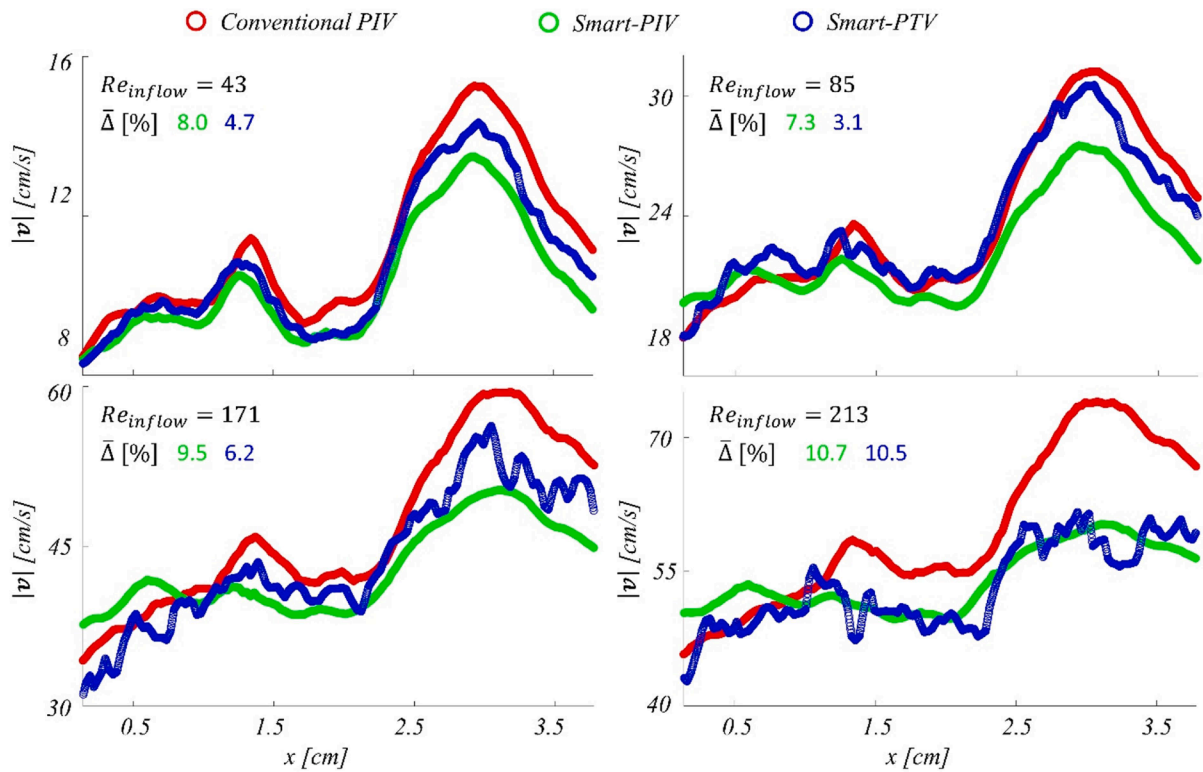 Conventional PIV Smart-PIV Smart-PTV
16
12
8
|v| [cm/s]
Re_inflow = 43
Δ̄ [%] 8.0 4.7
30
24
18
|v| [cm/s]
Re_inflow = 85
Δ̄ [%] 7.3 3.1
60
45
30
|v| [cm/s]
Re_inflow = 171
Δ̄ [%] 9.5 6.2
0.5 1.5 2.5 3.5
x [cm]
70
55
40
|v| [cm/s]
Re_inflow = 213
Δ̄ [%] 10.7 10.5
0.5 1.5 2.5 3.5
x [cm]